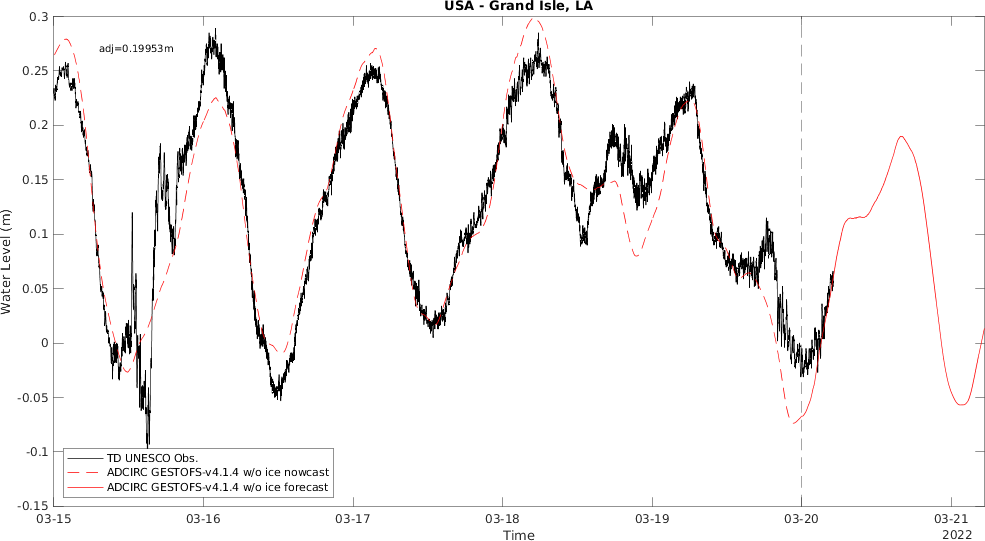 USA - Grand Isle, LA
adj=0.19953m
0.3
0.25
0.2
0.15
0.1
0.05
0
-0.05
-0.1
-0.15
Water Level (m)
TD UNESCO Obs.
ADCIRC GESTOFS-v4.1.4 w/o ice nowcast
ADCIRC GESTOFS-v4.1.4 w/o ice forecast
03-15 03-16 03-17 03-18 03-19 03-20 03-21
Time 2022